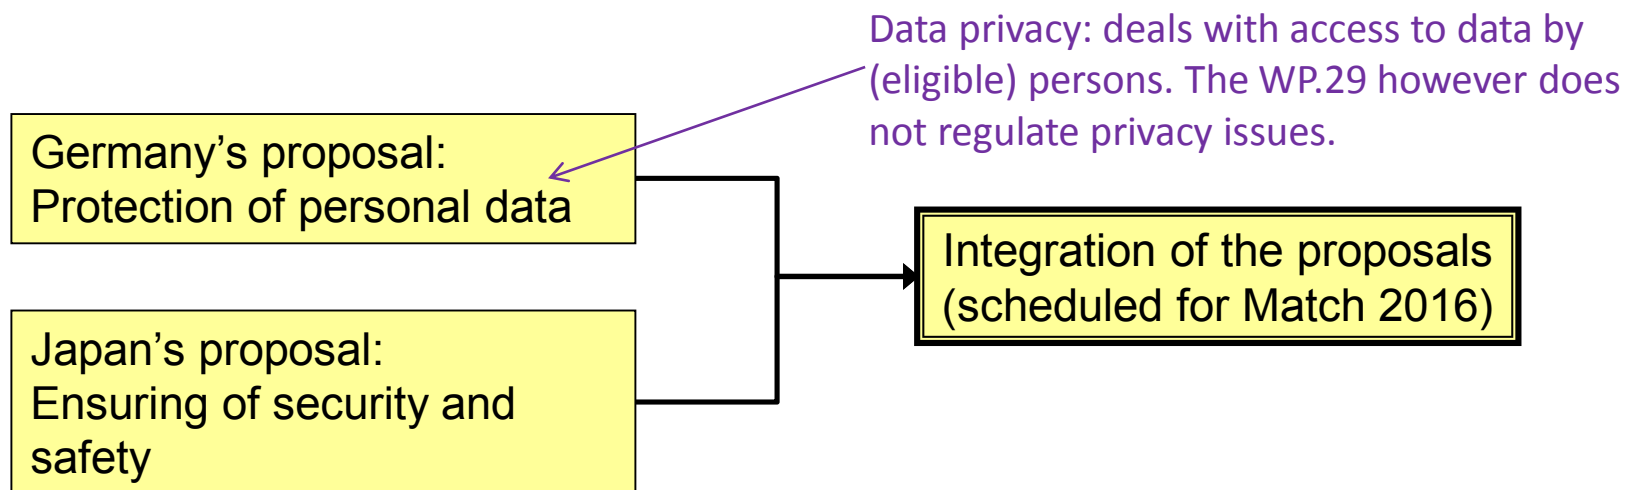 Data privacy: deals with access to data by
(eligible) persons. The WP.29 however does
not regulate privacy issues.
Germany’s proposal:
Protection of personal data
Integration of the proposals
(scheduled for Match 2016)
Japan’s proposal:
Ensuring of security and
safety